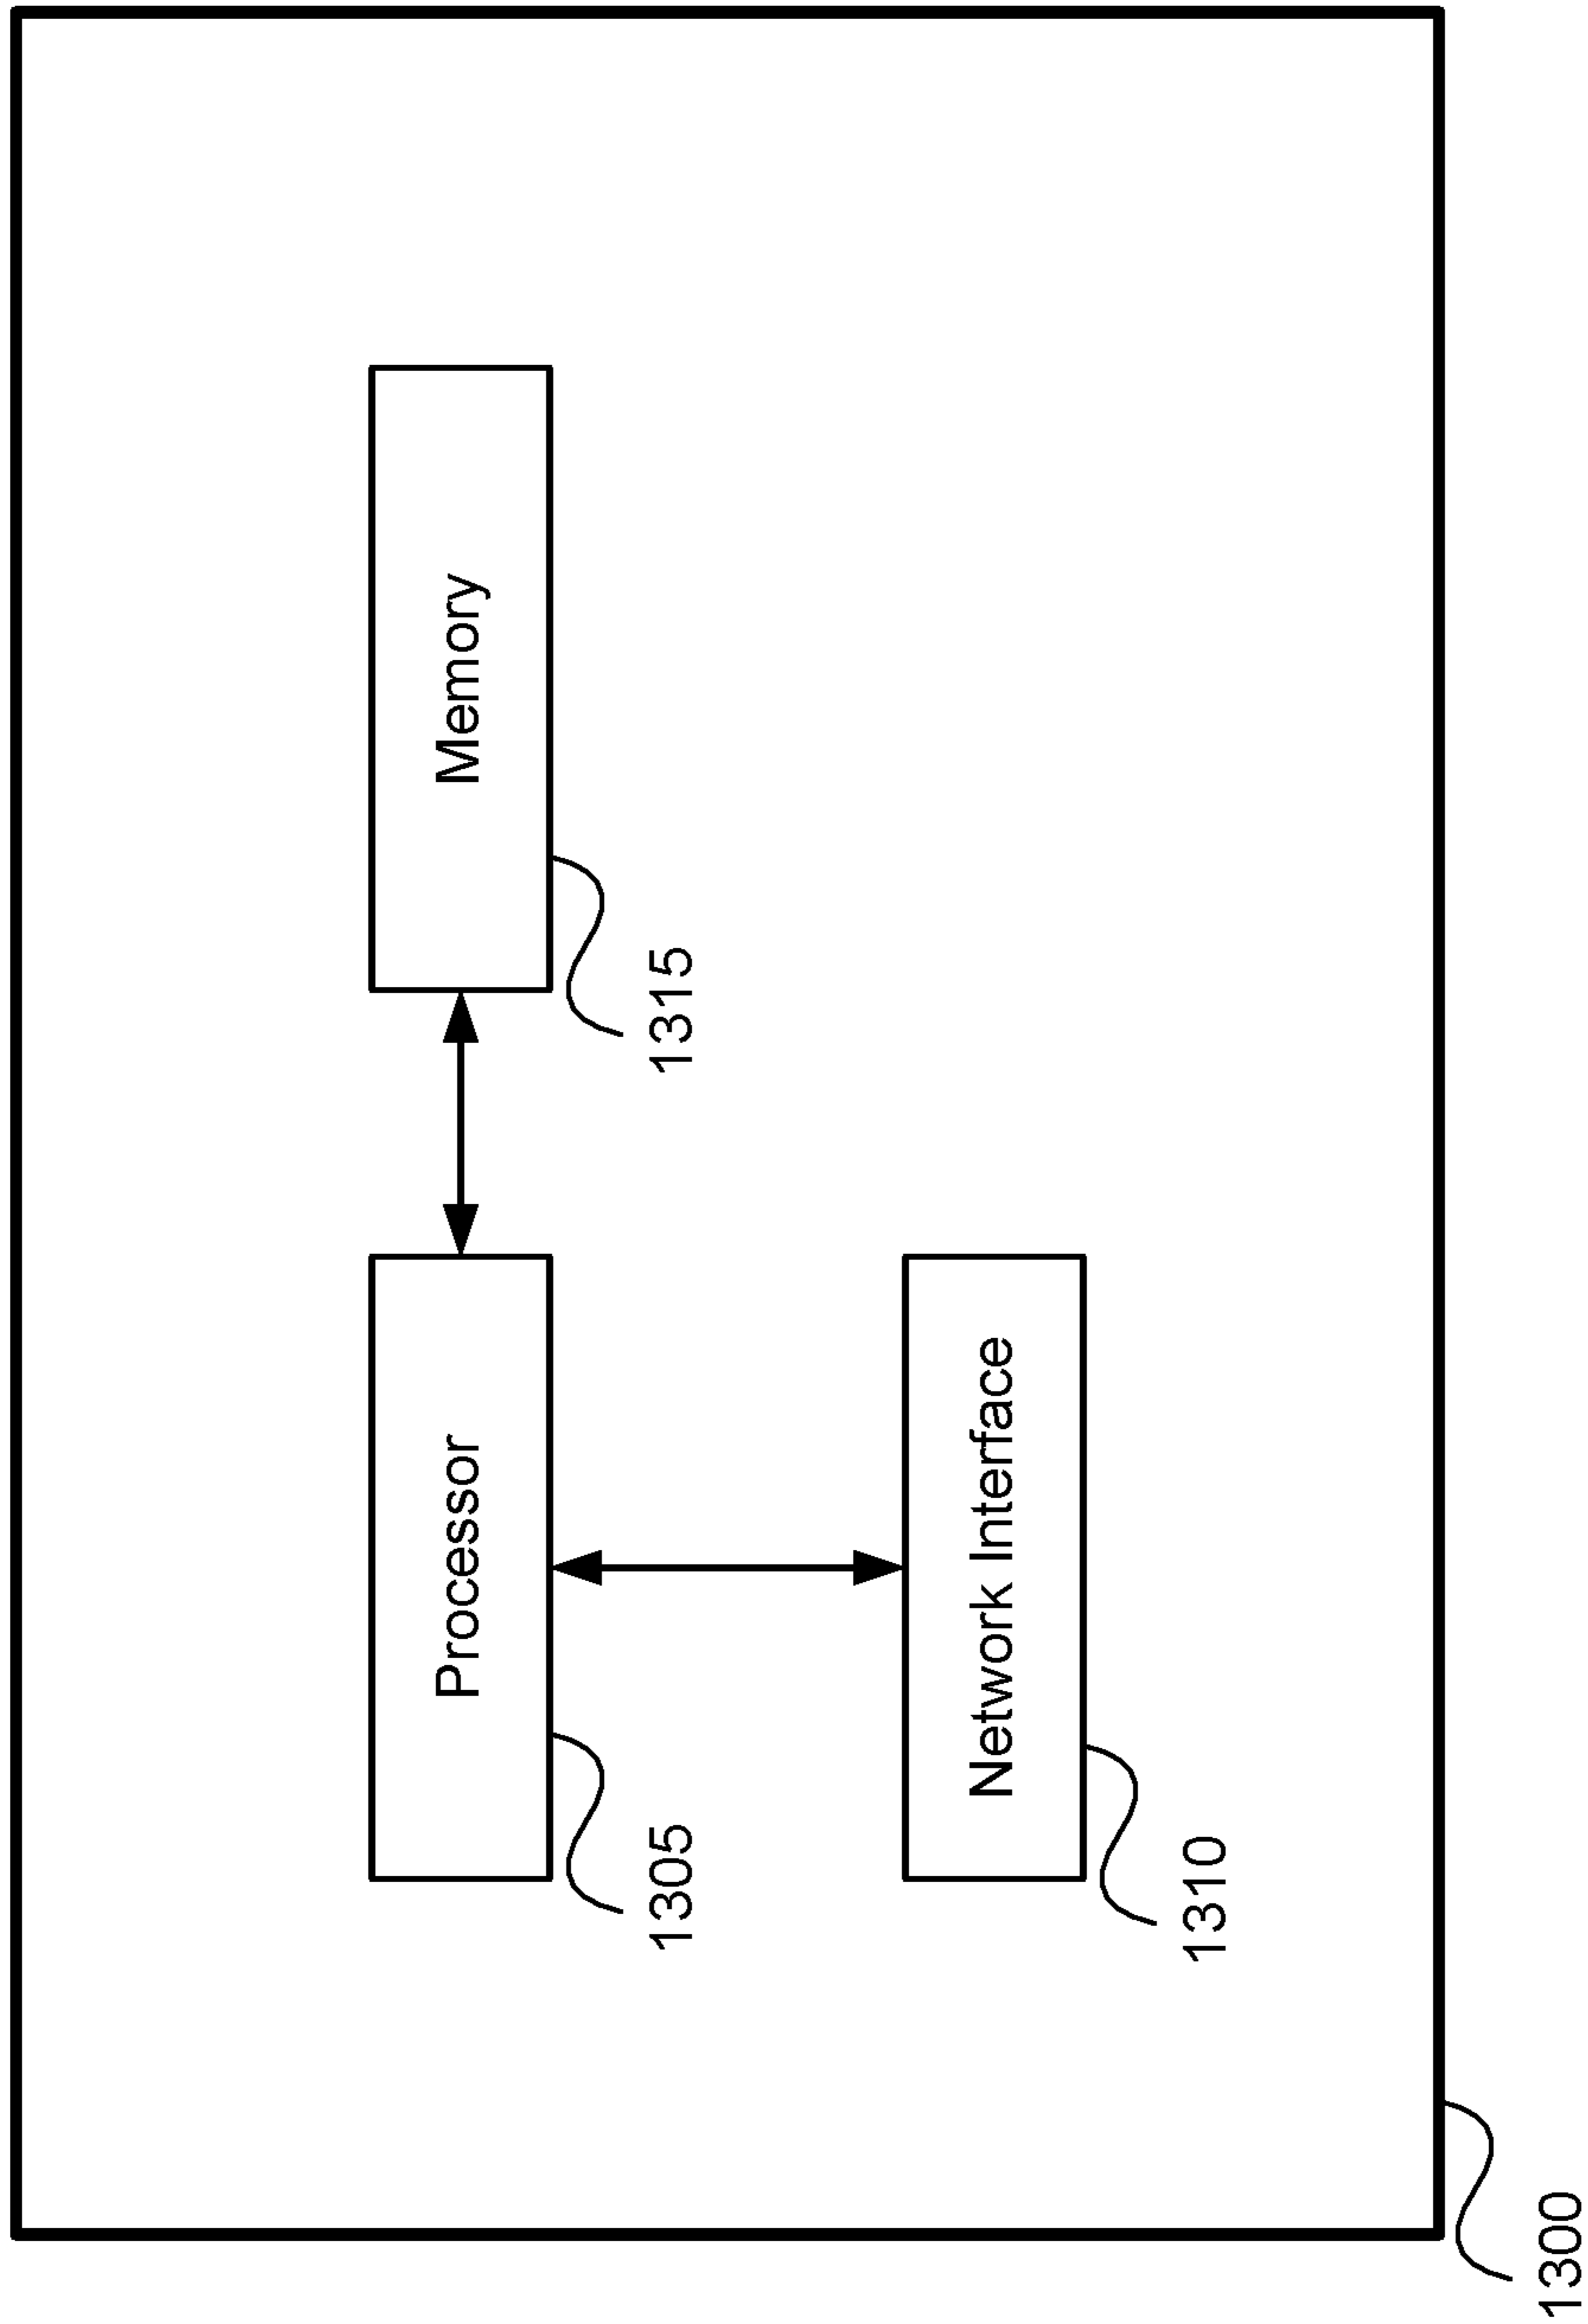 Processor
Memory
1305
1315
Network Interface
1310
1300